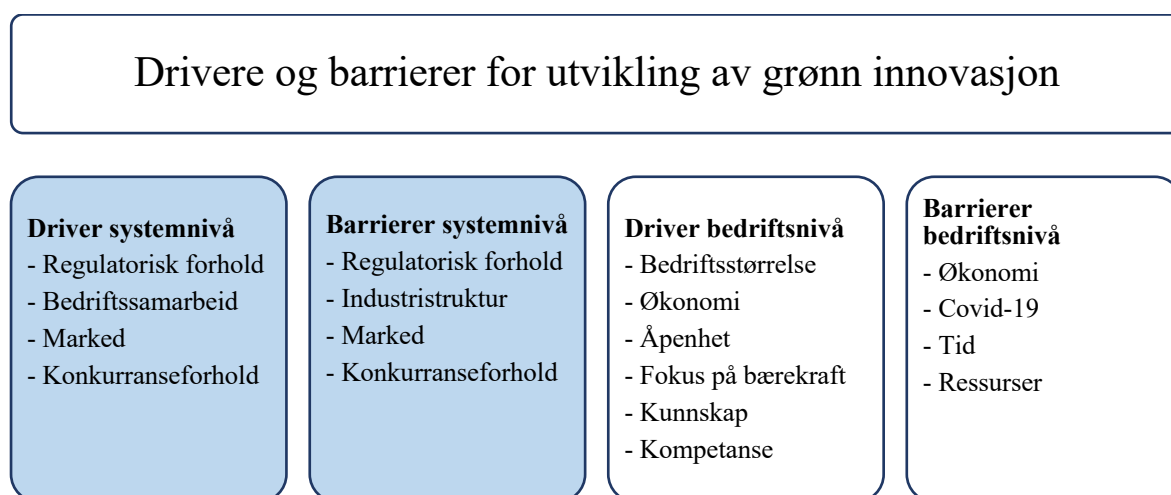 Drivere og barrierer for utvikling av grønn innovasjon
Driver systemnivå
- Regulatorisk forhold
- Bedriftssamarbeid
- Marked
- Konkurranseforhold
Barrierer systemnivå
- Regulatorisk forhold
- Industristruktur
- Marked
- Konkurranseforhold
Driver bedriftsnivå
- Bedriftsstørrelse
- Økonomi
- Åpenhet
- Fokus på bærekraft
- Kunnskap
- Kompetanse
Barrierer
bedriftsnivå
- Økonomi
- Covid-19
- Tid
- Ressurser